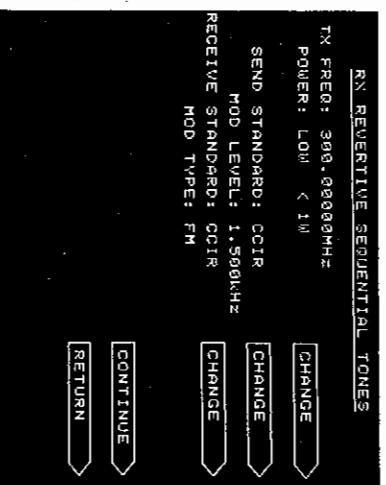 RX REVERTIVE SEQUENTIAL TONES
TX FREQ: 300.00000MHz
POWER: LOW < 1W CHANGE
SEND STANDARD: CCIR CHANGE
MOD LEVEL: 1.500kHz
RECEIVE STANDARD: CCIR CHANGE
MOD TYPE: FM
CONTINUE
RETURN